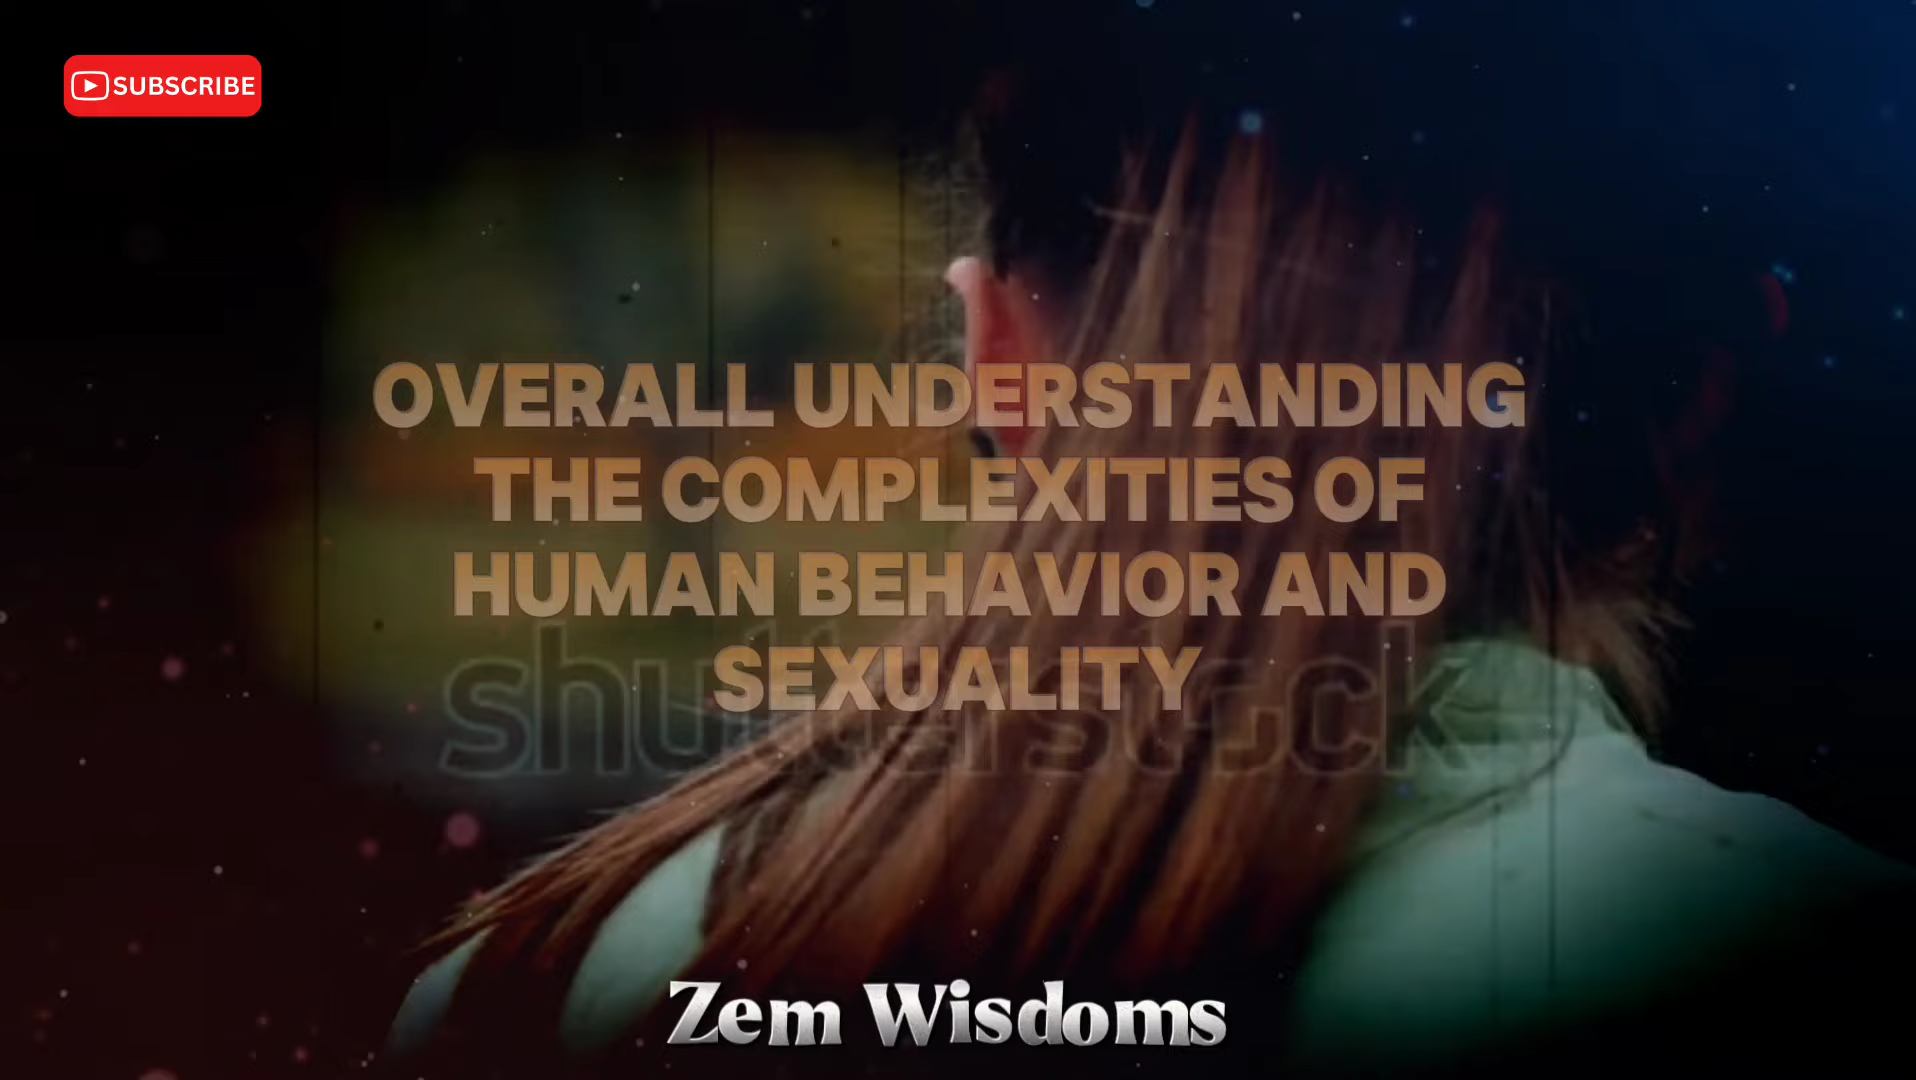 SUBSCRIBE
OVERALL UNDERSTANDING
THE COMPLEXITIES OF
HUMAN BEHAVIOR AND
SEXUALITY
shutterstock
Zem Wisdoms